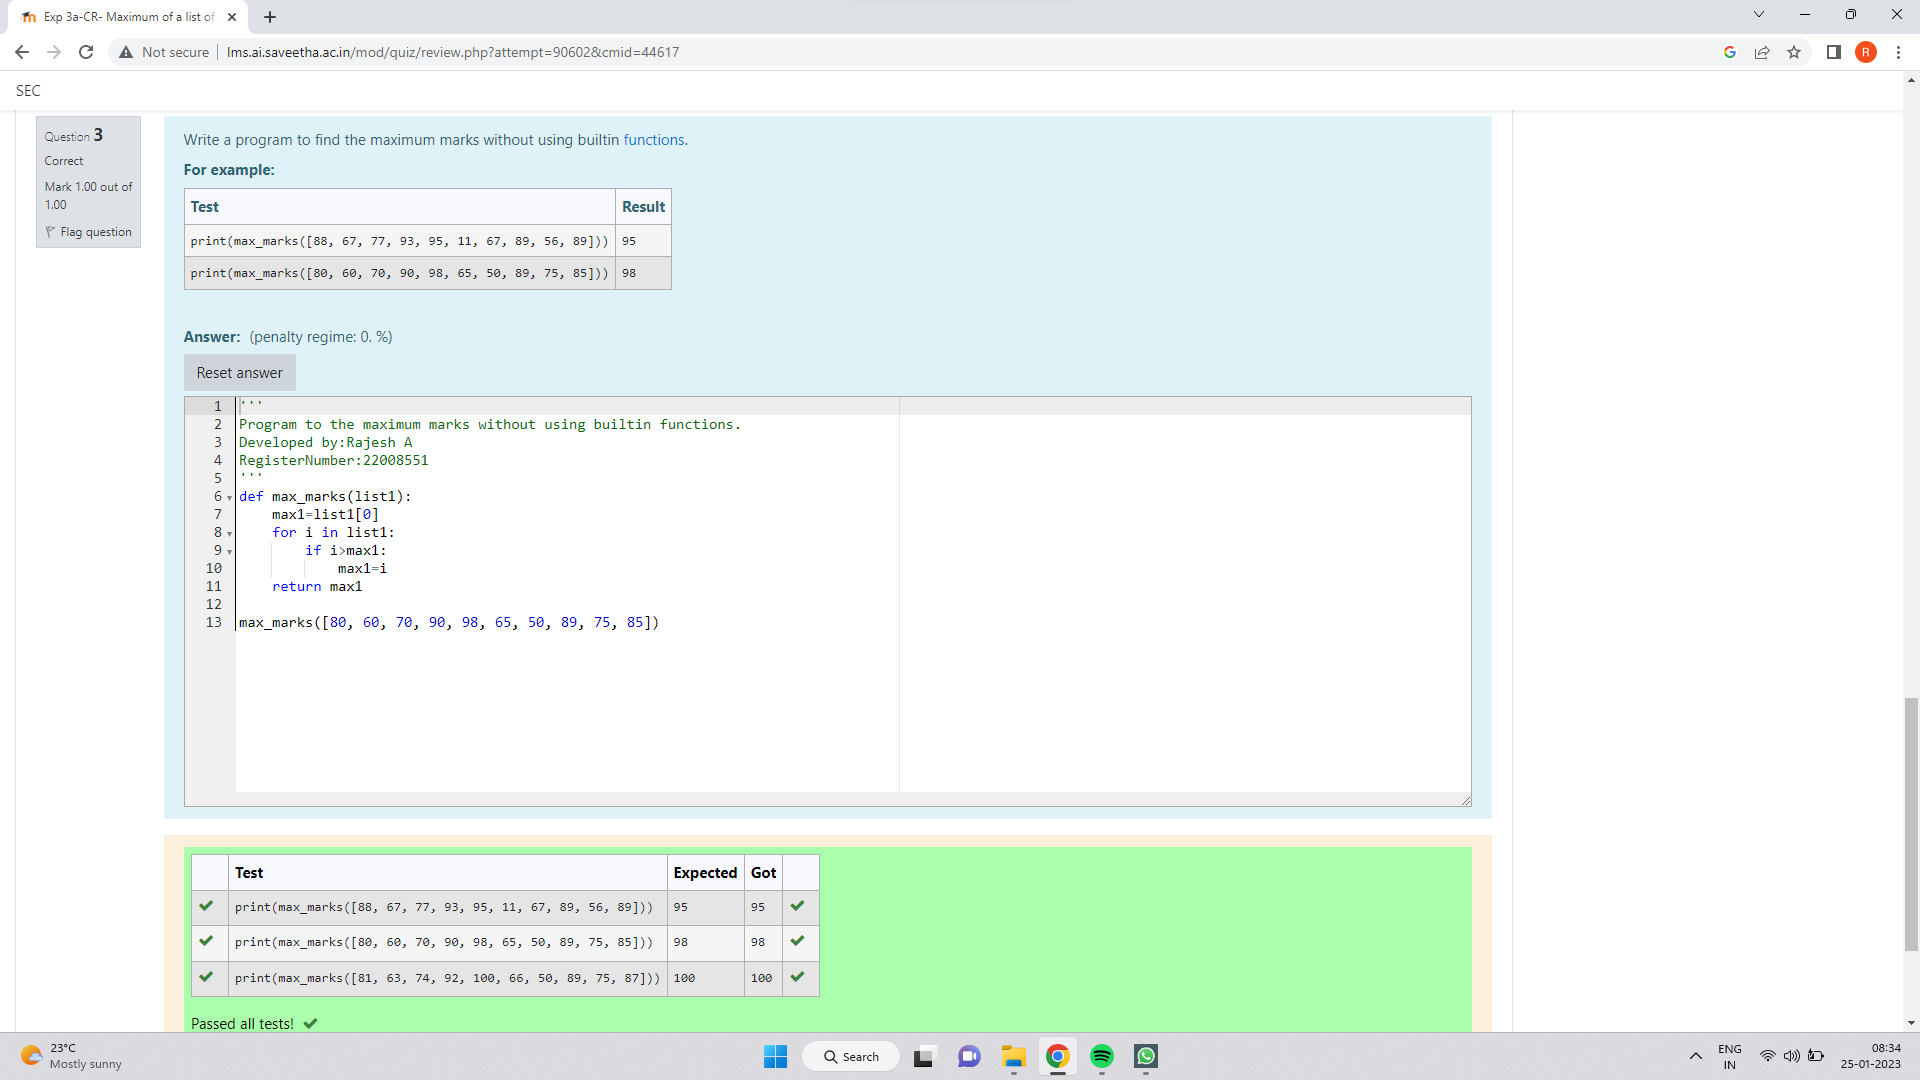 Exp 3a-CR- Maximum of a list of
Not secure
lms.ai.saveetha.ac.in/mod/quiz/review.php?attempt=90602&cmid=44617
R
SEC
Question 3
Correct
Mark 1.00 out of
1.00
Flag question
Write a program to find the maximum marks without using builtin functions.
For example:
Test Result
print(max_marks([88, 67, 77, 93, 95, 11, 67, 89, 56, 89])) 95
print(max_marks([80, 60, 70, 90, 98, 65, 50, 89, 75, 85])) 98
Answer: (penalty regime: 0. %)
Reset answer
1 '''
2 Program to the maximum marks without using builtin functions.
3 Developed by:Rajesh A
4 RegisterNumber:22008551
5 '''
6 def max_marks(list1):
7 max1=list1[0]
8 for i in list1:
9 if i>max1:
10 max1=i
11 return max1
12
13 max_marks([80, 60, 70, 90, 98, 65, 50, 89, 75, 85])
Test Expected Got
print(max_marks([88, 67, 77, 93, 95, 11, 67, 89, 56, 89])) 95 95
print(max_marks([80, 60, 70, 90, 98, 65, 50, 89, 75, 85])) 98 98
print(max_marks([81, 63, 74, 92, 100, 66, 50, 89, 75, 87])) 100 100
Passed all tests!
23°C
Mostly sunny
Search
ENG
IN
08:34
25-01-2023